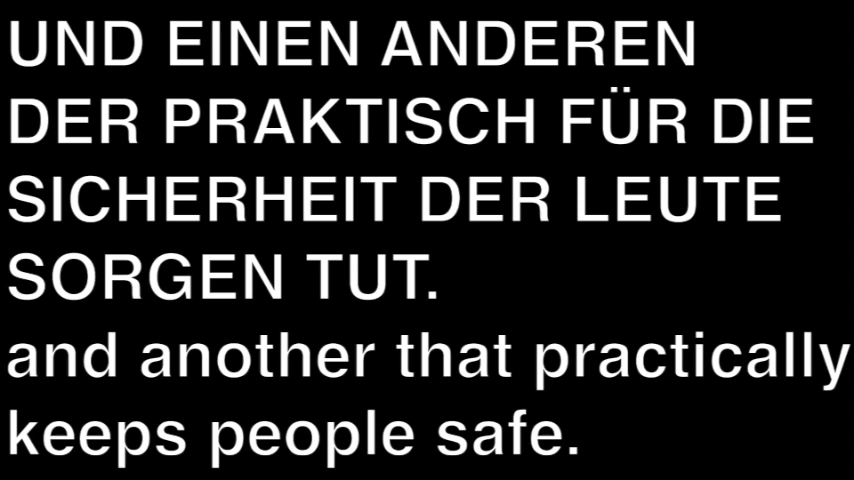 UND EINEN ANDEREN
DER PRAKTISCH FÜR DIE
SICHERHEIT DER LEUTE
SORGEN TUT.
and another that practically
keeps people safe.